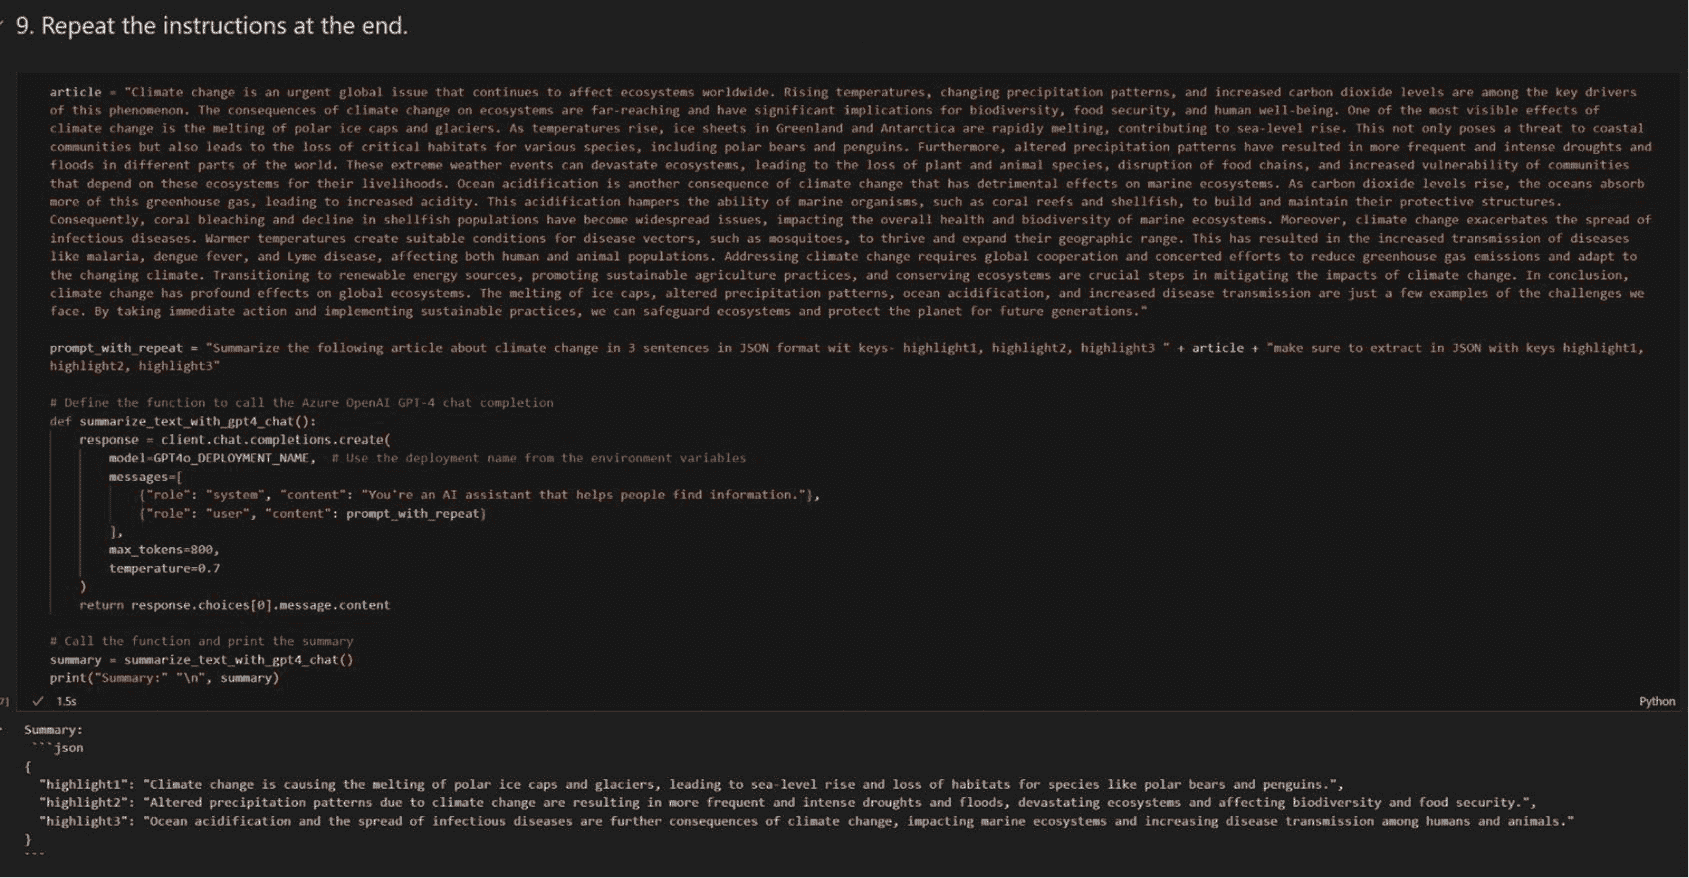 9. Repeat the instructions at the end.
article = "Climate change is an urgent global issue that continues to affect ecosystems worldwide. Rising temperatures, changing precipitation patterns, and increased carbon dioxide levels are among the key drivers
of this phenomenon. The consequences of climate change on ecosystems are far-reaching and have significant implications for biodiversity, food security, and human well-being. One of the most visible effects of
climate change is the melting of polar ice caps and glaciers. As temperatures rise, ice sheets in Greenland and Antarctica are rapidly melting, contributing to sea-level rise. This not only poses a threat to coastal
communities but also leads to the loss of critical habitats for various species, including polar bears and penguins. Furthermore, altered precipitation patterns have resulted in more frequent and intense droughts and
floods in different parts of the world. These extreme weather events can devastate ecosystems, leading to the loss of plant and animal species, disruption of food chains, and increased vulnerability of communities
that depend on these ecosystems for their livelihoods. Ocean acidification is another consequence of climate change that has detrimental effects on marine ecosystems. As carbon dioxide levels rise, the oceans absorb
more of this greenhouse gas, leading to increased acidity. This acidification hampers the ability of marine organisms, such as coral reefs and shellfish, to build and maintain their protective structures.
Consequently, coral bleaching and decline in shellfish populations have become widespread issues, impacting the overall health and biodiversity of marine ecosystems. Moreover, climate change exacerbates the spread of
infectious diseases. Warmer temperatures create suitable conditions for disease vectors, such as mosquitoes, to thrive and expand their geographic range. This has resulted in the increased transmission of diseases
like malaria, dengue fever, and Lyme disease, affecting both human and animal populations. Addressing climate change requires global cooperation and concerted efforts to reduce greenhouse gas emissions and adapt to
the changing climate. Transitioning to renewable energy sources, promoting sustainable agriculture practices, and conserving ecosystems are crucial steps in mitigating the impacts of climate change. In conclusion,
climate change has profound effects on global ecosystems. The melting of ice caps, altered precipitation patterns, ocean acidification, and increased disease transmission are just a few examples of the challenges we
face. By taking immediate action and implementing sustainable practices, we can safeguard ecosystems and protect the planet for future generations."
prompt_with_repeat = "Summarize the following article about climate change in 3 sentences in JSON format wit keys- highlight1, highlight2, highlight3 " + article + "make sure to extract in JSON with keys highlight1,
highlight2, highlight3"
# Define the function to call the Azure OpenAI GPT-4 chat completion
def summarize_text_with_gpt4_chat():
response = client.chat.completions.create(
model=GPT4o_DEPLOYMENT_NAME,  # Use the deployment name from the environment variables
messages=[
{"role": "system", "content": "You're an AI assistant that helps people find information."},
{"role": "user", "content": prompt_with_repeat}
],
max_tokens=800,
temperature=0.7
)
return response.choices[0].message.content
# Call the function and print the summary
summary = summarize_text_with_gpt4_chat()
print("Summary:" "\n", summary)
7] ✓ 1.5s Python
Summary:
```json
{
"highlight1": "Climate change is causing the melting of polar ice caps and glaciers, leading to sea-level rise and loss of habitats for species like polar bears and penguins.",
"highlight2": "Altered precipitation patterns due to climate change are resulting in more frequent and intense droughts and floods, devastating ecosystems and affecting biodiversity and food security.",
"highlight3": "Ocean acidification and the spread of infectious diseases are further consequences of climate change, impacting marine ecosystems and increasing disease transmission among humans and animals."
}
```